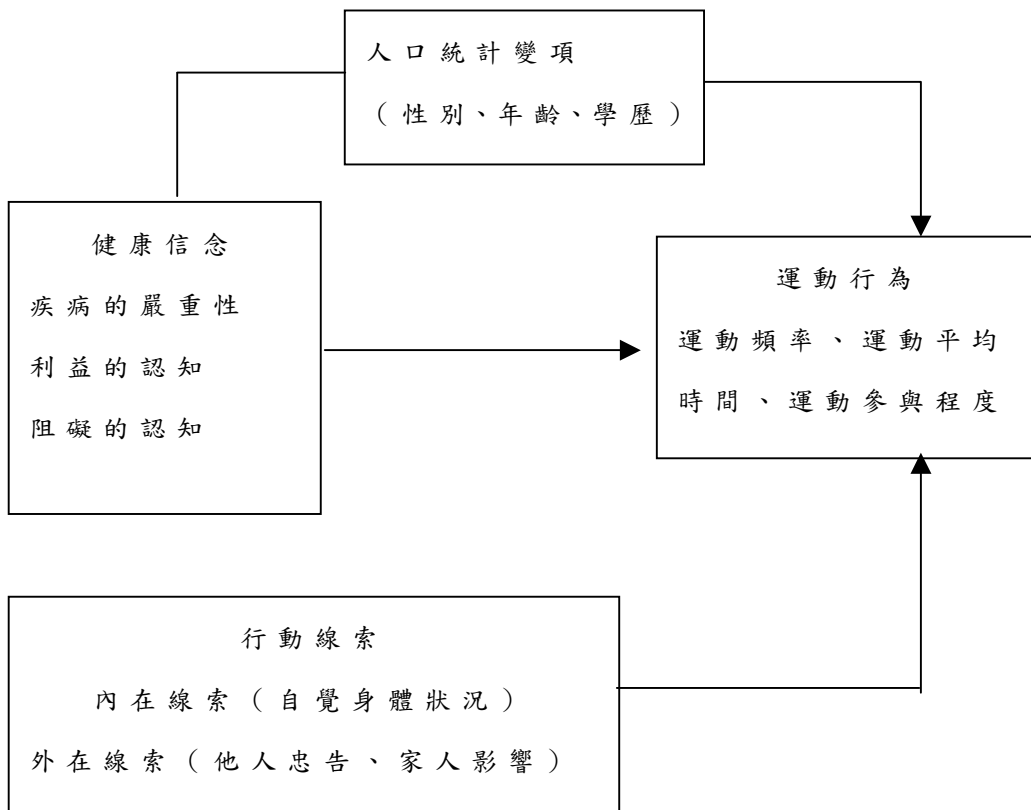 人口統計變項
（性別、年齡、學歷）
健康信念
疾病的嚴重性
利益的認知
阻礙的認知
運動行為
運動頻率、運動平均
時間、運動參與程度
行動線索
內在線索（自覺身體狀況）
外在線索（他人忠告、家人影響）